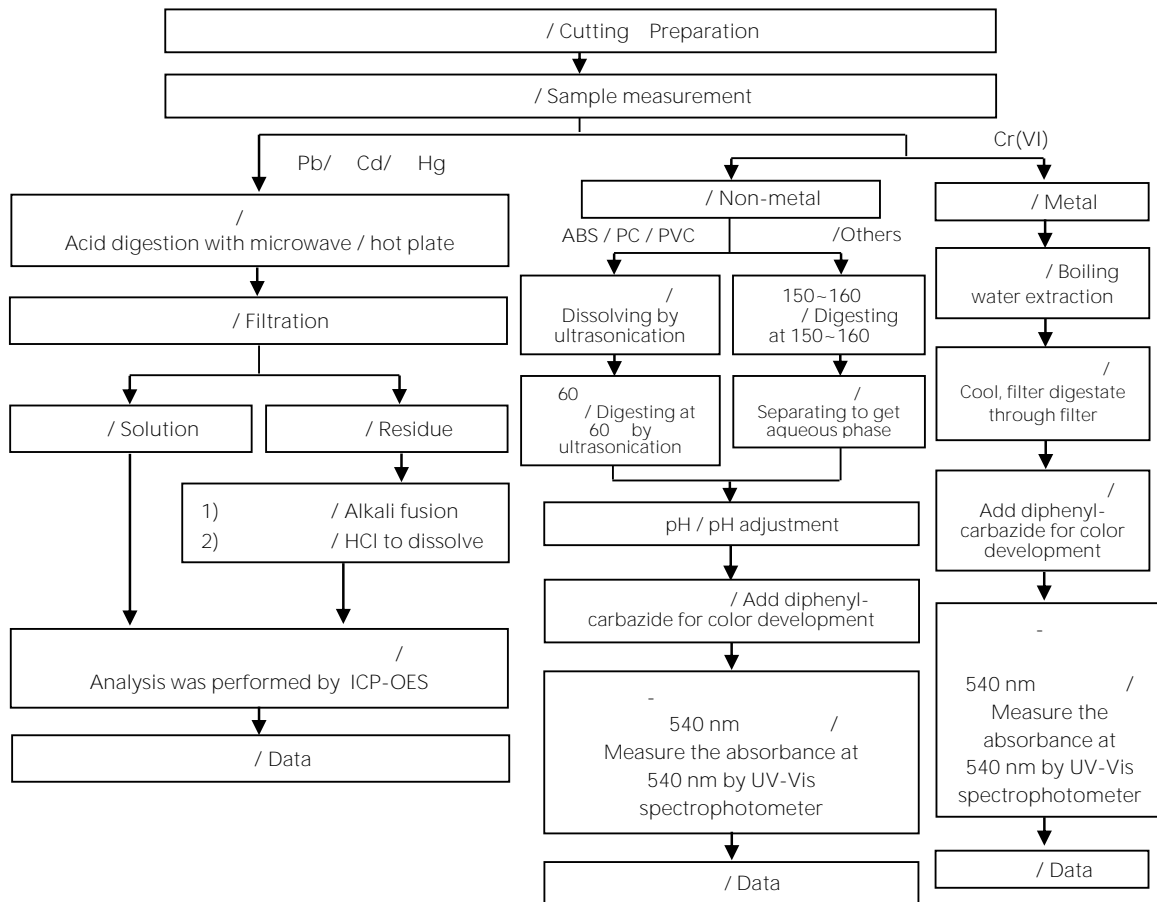 / Cutting Preparation
/ Sample measurement
Cr(VI)
Pb/ Cd/ Hg
/
Acid digestion with microwave / hot plate
/ Filtration
/ Solution
/ Residue
1) / Alkali fusion
2) / HCl to dissolve
/
Analysis was performed by ICP-OES
/ Data
/ Non-metal
ABS / PC / PVC
/Others
/
Dissolving by
ultrasonication
60
/ Digesting at
60 by
ultrasonication
150~160
/ Digesting
at 150~160
/
Separating to get
aqueous phase
pH / pH adjustment
/ Add diphenyl-
carbazide for color development
-
540 nm /
Measure the absorbance at
540 nm by UV-Vis
spectrophotometer
/ Data
/ Metal
/ Boiling
water extraction
/
Cool, filter digestate
through filter
/
Add diphenyl-
carbazide for color
development
-
540 nm /
Measure the
absorbance at
540 nm by UV-Vis
spectrophotometer
/ Data